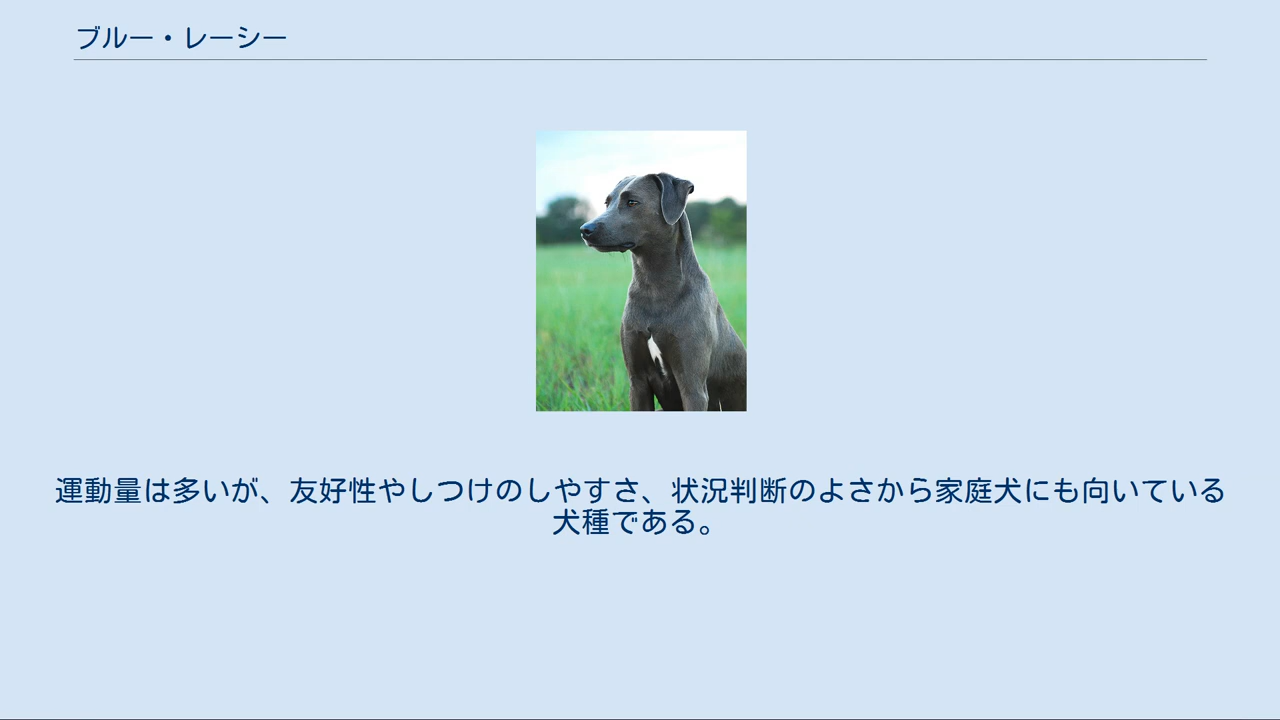 ブルー・レーシー
運動量は多いが、友好性やしつけのしやすさ、状況判断のよさから家庭犬にも向いている
犬種である。